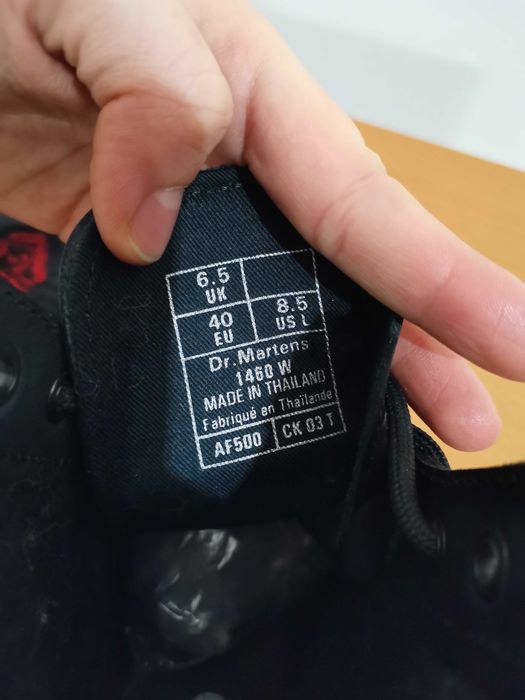 6.5
UK
40 8.5
EU US L
Dr.Martens
1460 W
MADE IN THAILAND
Fabriqué en Thaïlande
AF500 CK 03 T